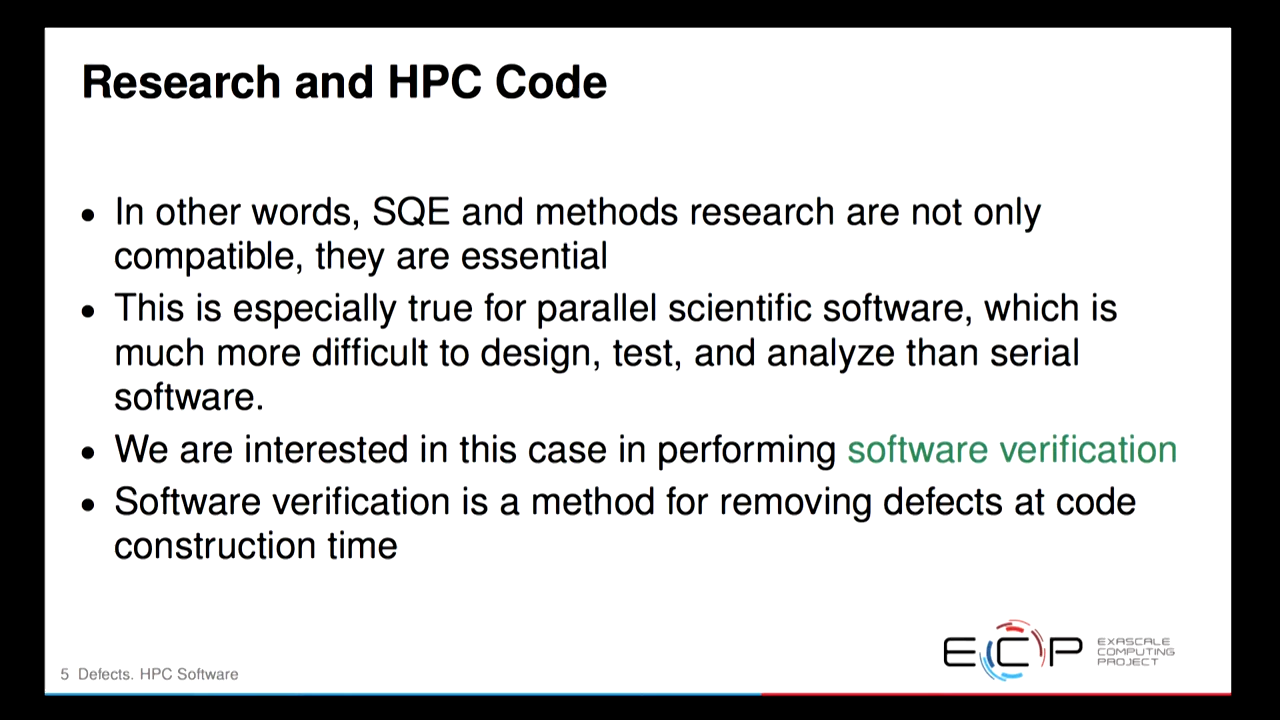 Research and HPC Code
• In other words, SQE and methods research are not only
compatible, they are essential
• This is especially true for parallel scientific software, which is
much more difficult to design, test, and analyze than serial
software.
• We are interested in this case in performing software verification
• Software verification is a method for removing defects at code
construction time
5 Defects. HPC Software
ECP
EXASCALE
COMPUTING
PROJECT